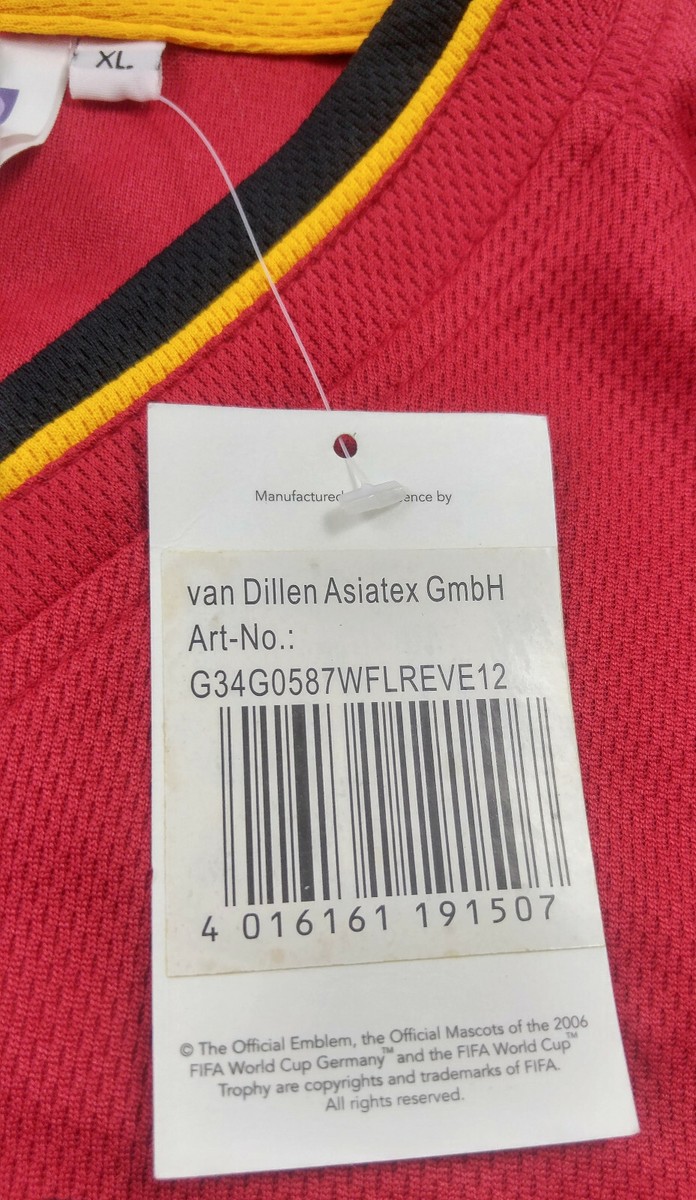 XL.
Manufactured ence by
van Dillen Asiatex GmbH
Art-No.:
G34G0587WFLREVE12
4 016161 191507
© The Official Emblem, the Official Mascots of the 2006
FIFA World Cup Germany™ and the FIFA World Cup™
Trophy are copyrights and trademarks of FIFA.
All rights reserved.